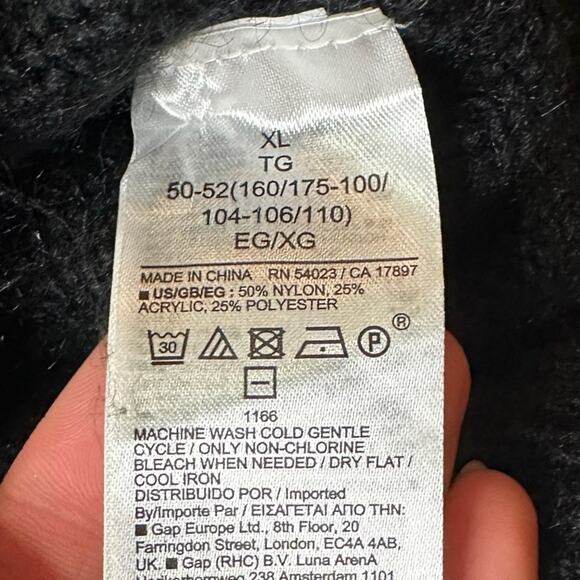 XL
TG
50-52(160/175-100/
104-106/110)
EG/XG
MADE IN CHINA RN 54023 / CA 17897
■ US/GB/EG : 50% NYLON, 25%
ACRYLIC, 25% POLYESTER
30 P ®
1166
MACHINE WASH COLD GENTLE
CYCLE / ONLY NON-CHLORINE
BLEACH WHEN NEEDED / DRY FLAT /
COOL IRON
DISTRIBUIDO POR / Imported
By/Importe Par / ΕΙΣΑΓΕΤΑΙ ΑΠΟ ΤΗΝ:
■ Gap Europe Ltd., 8th Floor, 20
Farringdon Street, London, EC4A 4AB,
UK. ■ Gap (RHC) B.V. Luna ArenA
238 Amsterdam 1101